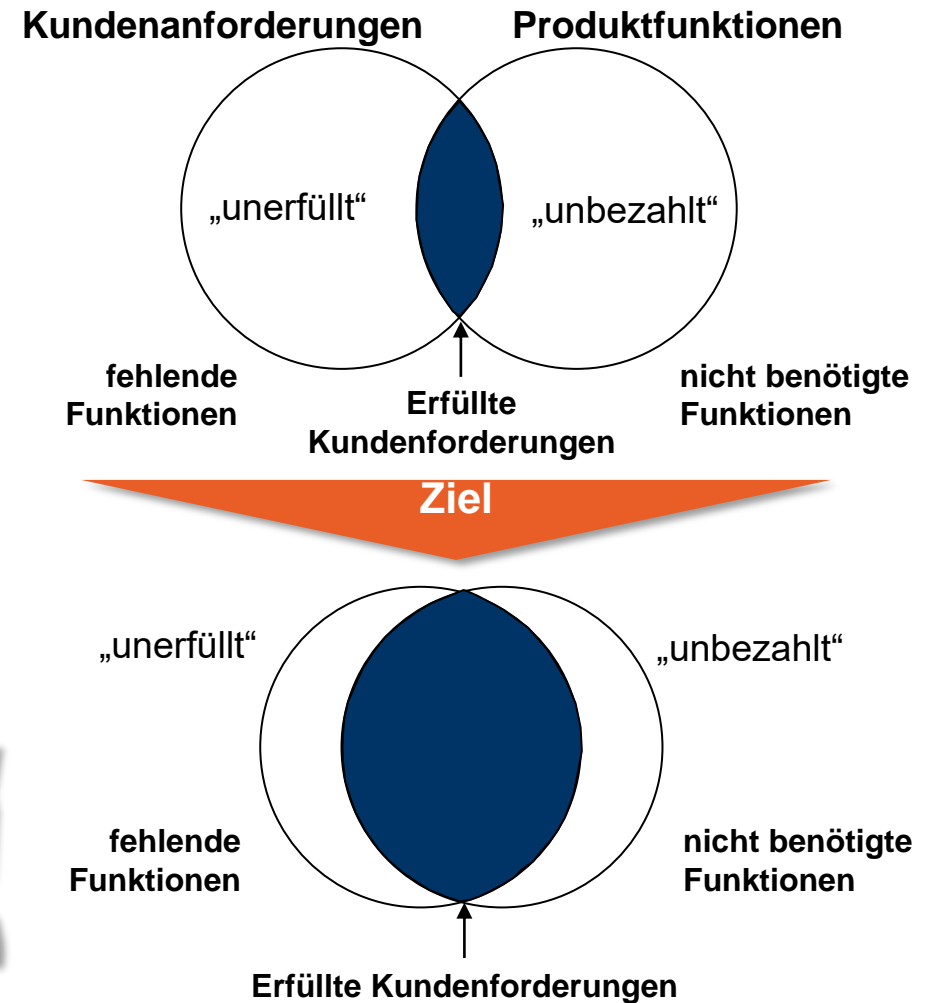 Kundenanforderungen Produktfunktionen
„unerfüllt“ „unbezahlt“
fehlende
Funktionen
Erfüllte
Kundenforderungen
nicht benötigte
Funktionen
Ziel
„unerfüllt“ „unbezahlt“
fehlende
Funktionen
nicht benötigte
Funktionen
Erfüllte Kundenforderungen